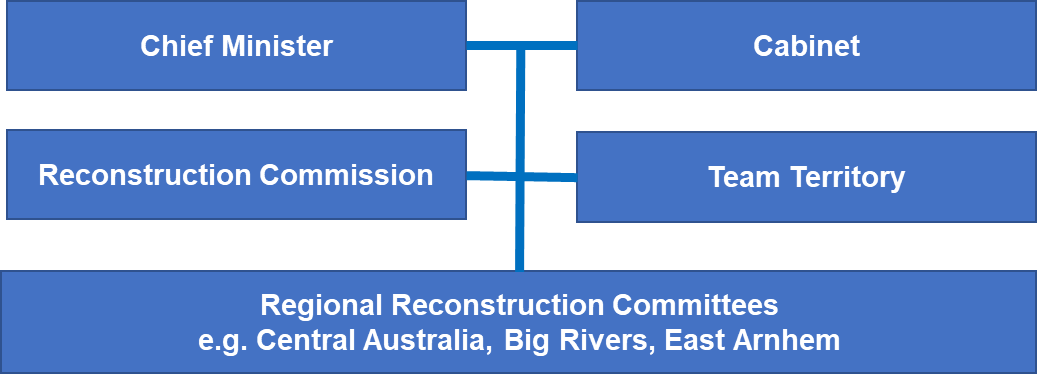 Chief Minister
Cabinet
Reconstruction Commission
Team Territory
Regional Reconstruction Committees
e.g. Central Australia, Big Rivers, East Arnhem